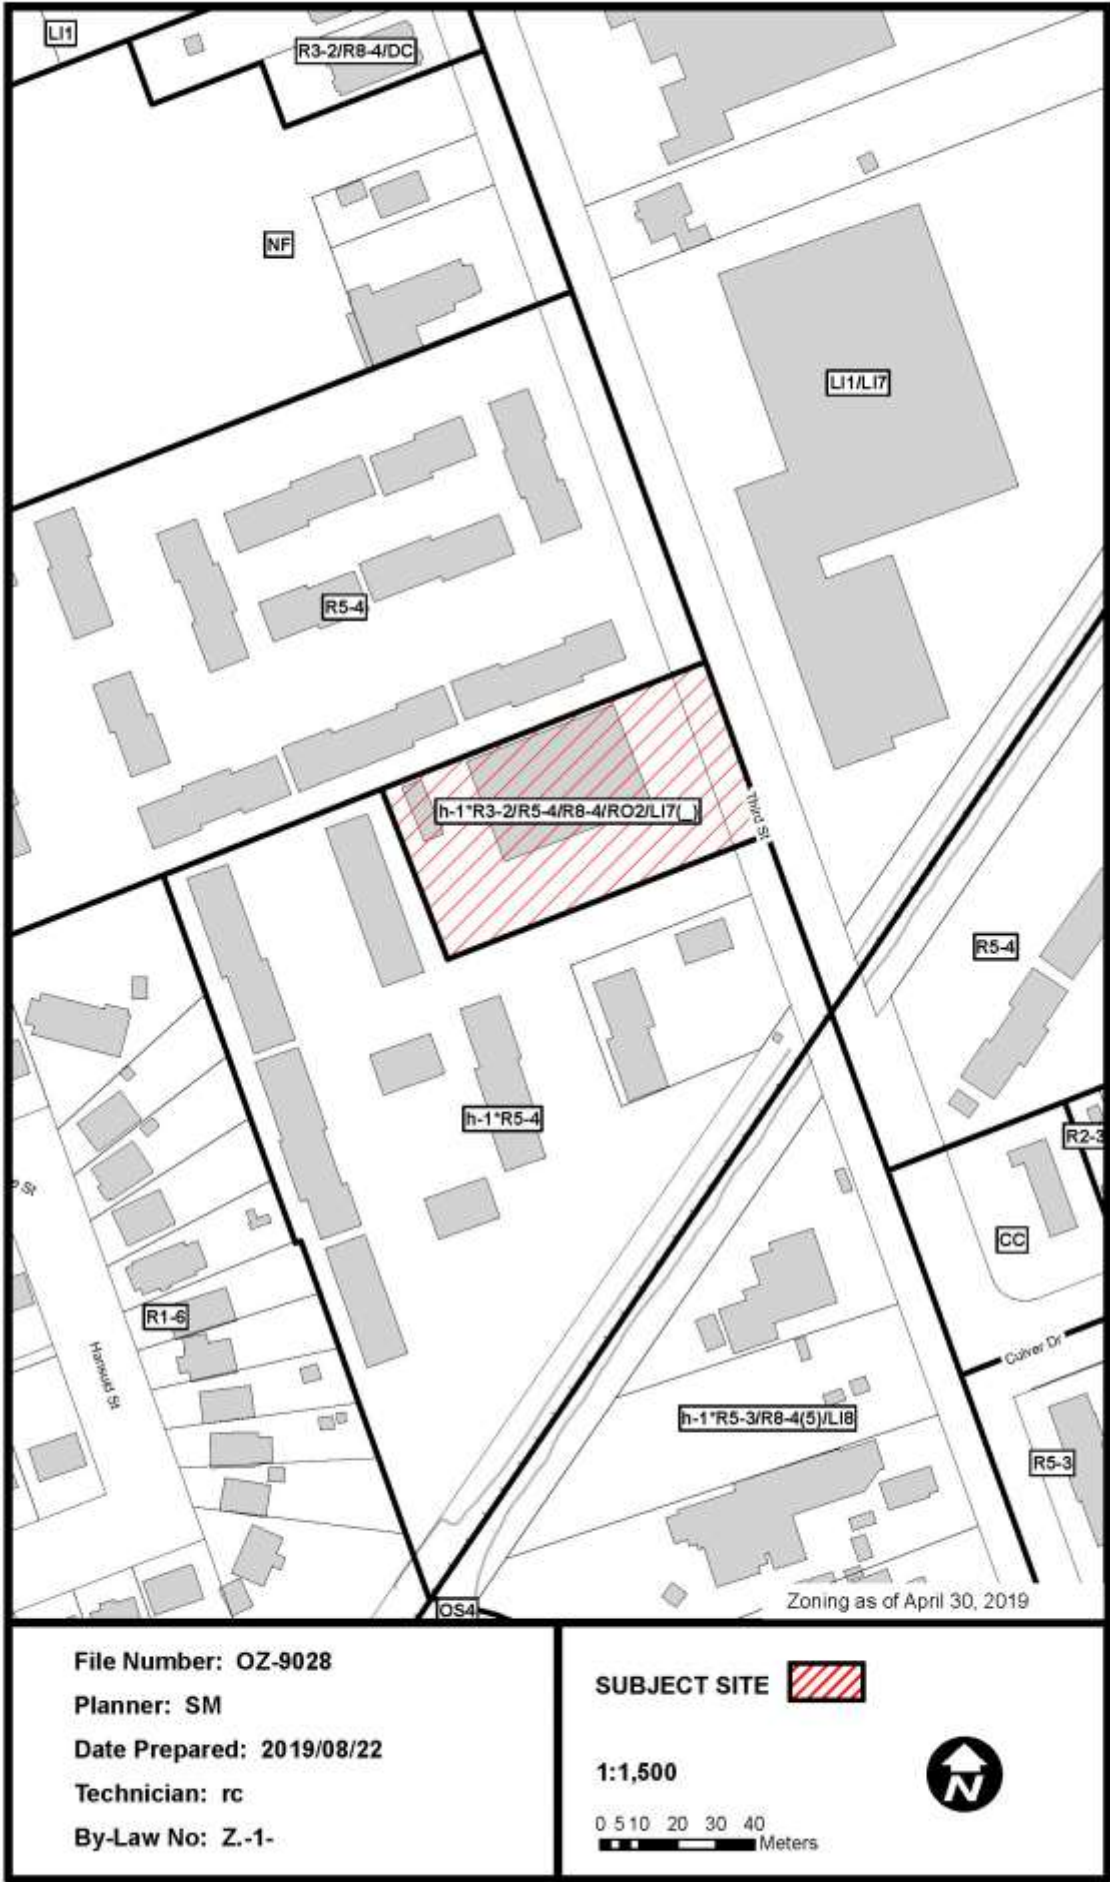 LI1
R3-2/R8-4/DC
NF
LI1/LI7
R5-4
h-1*R3-2/R5-4/R8-4/RO2/LI7(_)
Third St
R5-4
h-1*R5-4
R2-3
St
CC
R1-6
Culver Dr
h-1*R5-3/R8-4(5)/LI8
R5-3
OS4
Zoning as of April 30, 2019
File Number: OZ-9028
Planner: SM
Date Prepared: 2019/08/22
Technician: rc
By-Law No: Z.-1-
SUBJECT SITE
1:1,500
0 5 10 20 30 40
Meters
N